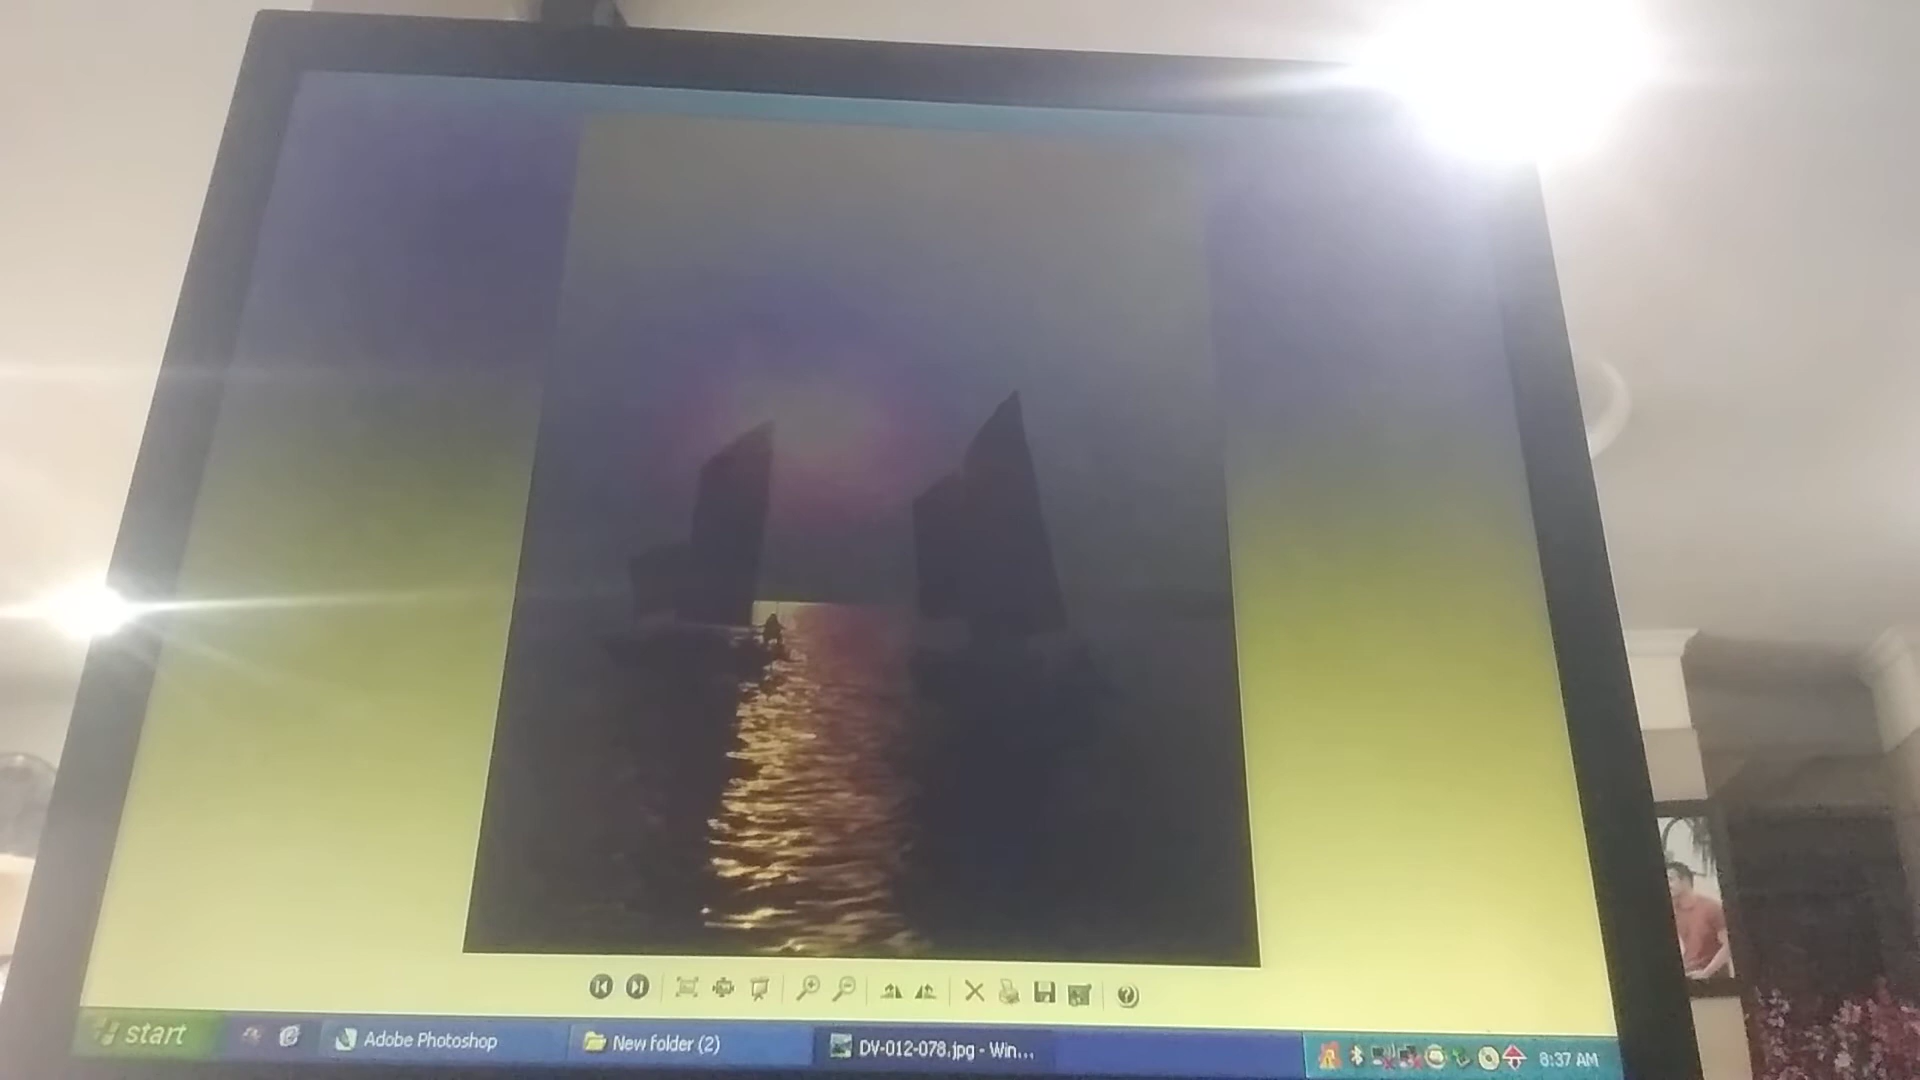 start
Adobe Photoshop
New folder (2)
DV-012-078.jpg - Win...
8:37 AM